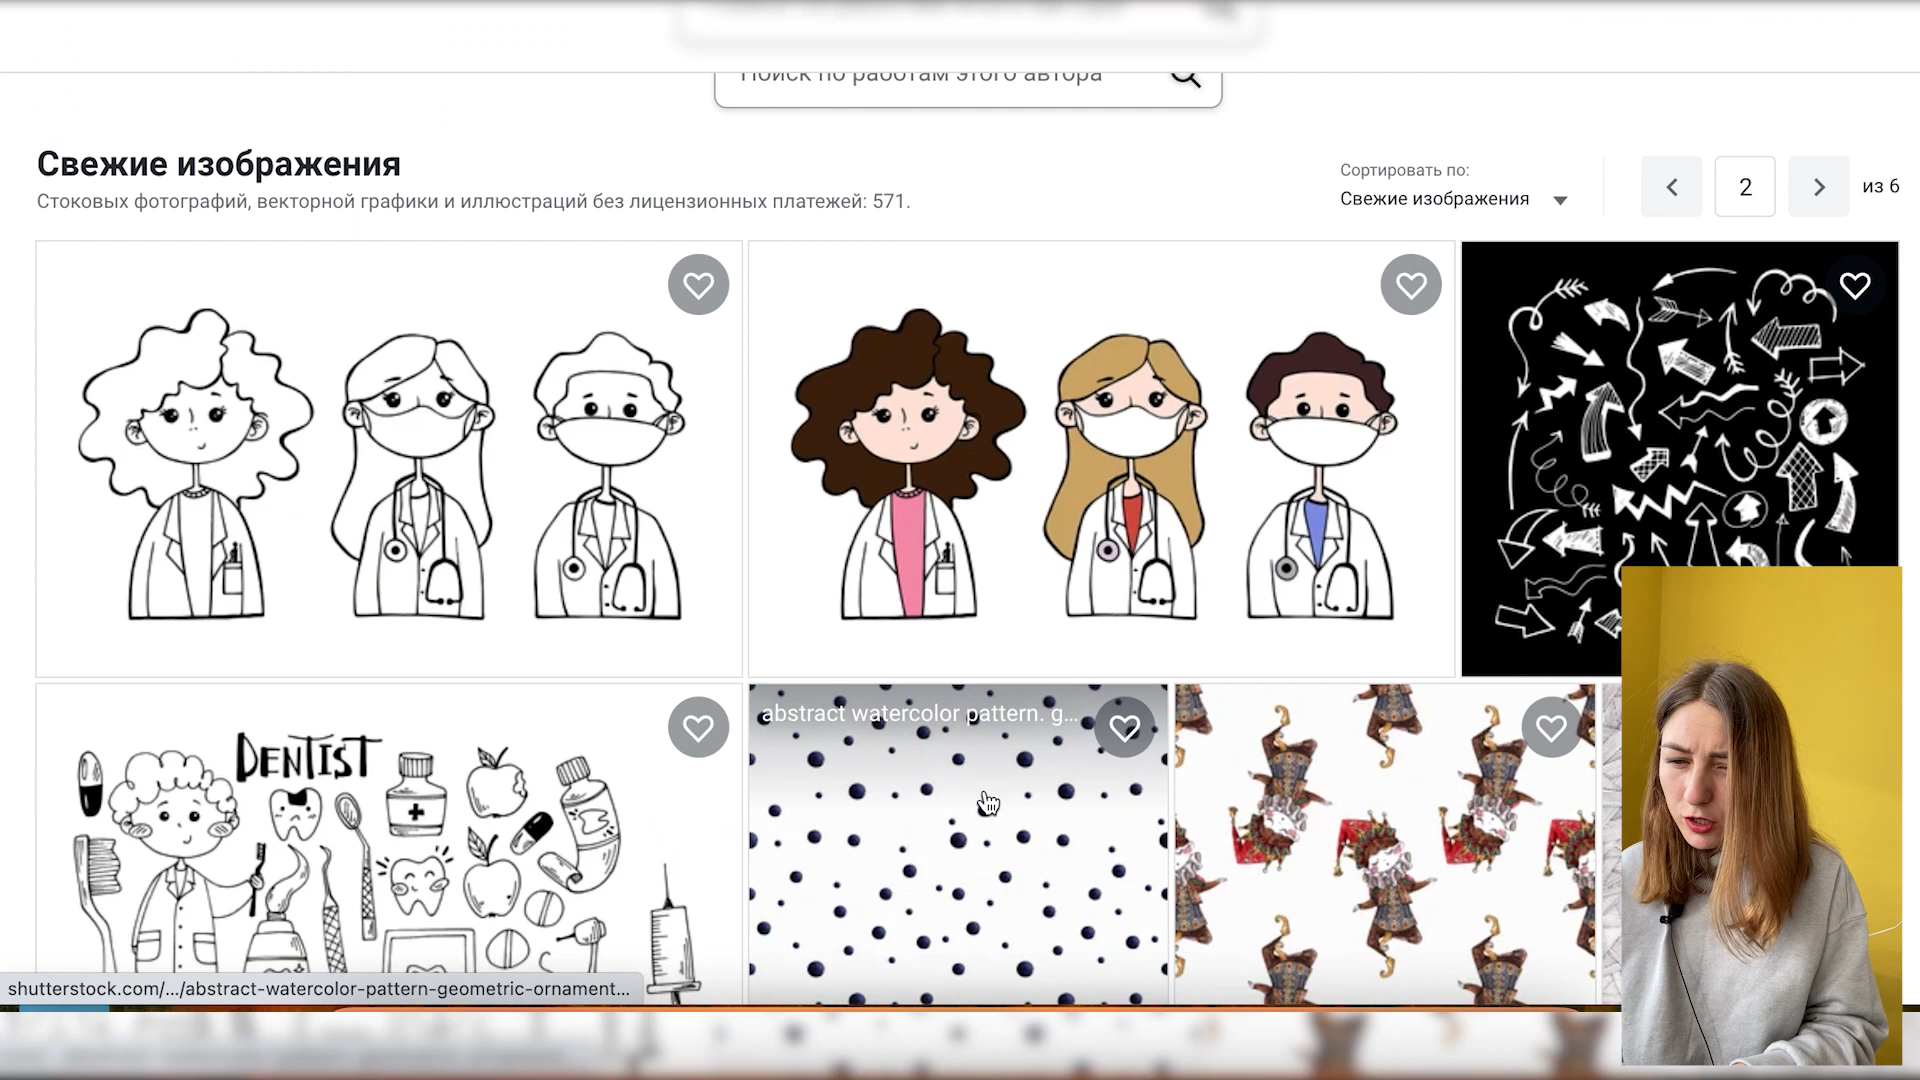 Поиск по работам этого автора
Свежие изображения
Стоковых фотографий, векторной графики и иллюстраций без лицензионных платежей: 571.
Сортировать по:
Свежие изображения
2
из 6
DENTIST
abstract watercolor pattern. g...
shutterstock.com/.../abstract-watercolor-pattern-geometric-ornament...